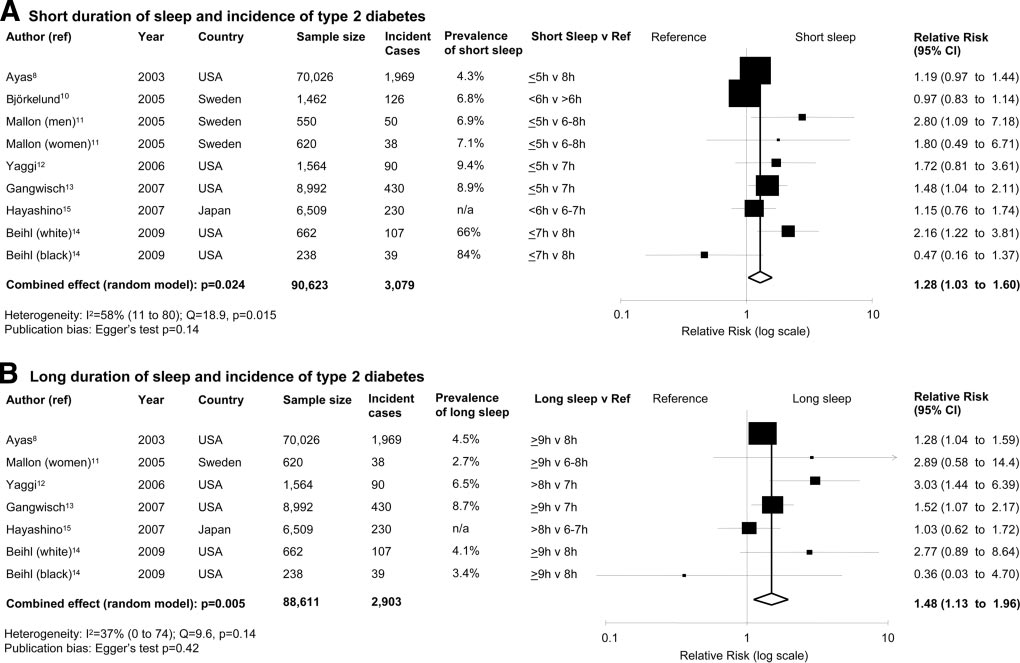 A Short duration of sleep and incidence of type 2 diabetes
Author (ref) Year Country Sample size Incident Cases Prevalence of short sleep Short Sleep v Ref Reference Short sleep Relative Risk (95% CI)
Ayas⁸ 2003 USA 70,026 1,969 4.3% ≤5h v 8h 1.19 (0.97 to 1.44)
Björkelund¹⁰ 2005 Sweden 1,462 126 6.8% <6h v >6h 0.97 (0.83 to 1.14)
Mallon (men)¹¹ 2005 Sweden 550 50 6.9% ≤5h v 6-8h 2.80 (1.09 to 7.18)
Mallon (women)¹¹ 2005 Sweden 620 38 7.1% ≤5h v 6-8h 1.80 (0.49 to 6.71)
Yaggi¹² 2006 USA 1,564 90 9.4% ≤5h v 7h 1.72 (0.81 to 3.61)
Gangwisch¹³ 2007 USA 8,992 430 8.9% ≤5h v 7h 1.48 (1.04 to 2.11)
Hayashino¹⁵ 2007 Japan 6,509 230 n/a <6h v 6-7h 1.15 (0.76 to 1.74)
Beihl (white)¹⁴ 2009 USA 662 107 66% ≤7h v 8h 2.16 (1.22 to 3.81)
Beihl (black)¹⁴ 2009 USA 238 39 84% ≤7h v 8h 0.47 (0.16 to 1.37)
Combined effect (random model): p=0.024 90,623 3,079 1.28 (1.03 to 1.60)
Heterogeneity: I²=58% (11 to 80); Q=18.9, p=0.015
Publication bias: Egger's test p=0.14
0.1 1 10
Relative Risk (log scale)
B Long duration of sleep and incidence of type 2 diabetes
Author (ref) Year Country Sample size Incident cases Prevalence of long sleep Long sleep v Ref Reference Long sleep Relative Risk (95% CI)
Ayas⁸ 2003 USA 70,026 1,969 4.5% ≥9h v 8h 1.28 (1.04 to 1.59)
Mallon (women)¹¹ 2005 Sweden 620 38 2.7% ≥9h v 6-8h 2.89 (0.58 to 14.4)
Yaggi¹² 2006 USA 1,564 90 6.5% >8h v 7h 3.03 (1.44 to 6.39)
Gangwisch¹³ 2007 USA 8,992 430 8.7% ≥9h v 7h 1.52 (1.07 to 2.17)
Hayashino¹⁵ 2007 Japan 6,509 230 n/a >8h v 6-7h 1.03 (0.62 to 1.72)
Beihl (white)¹⁴ 2009 USA 662 107 4.1% ≥9h v 8h 2.77 (0.89 to 8.64)
Beihl (black)¹⁴ 2009 USA 238 39 3.4% ≥9h v 8h 0.36 (0.03 to 4.70)
Combined effect (random model): p=0.005 88,611 2,903 1.48 (1.13 to 1.96)
Heterogeneity: I²=37% (0 to 74); Q=9.6, p=0.14
Publication bias: Egger's test p=0.42
0.1 1 10
Relative Risk (log scale)